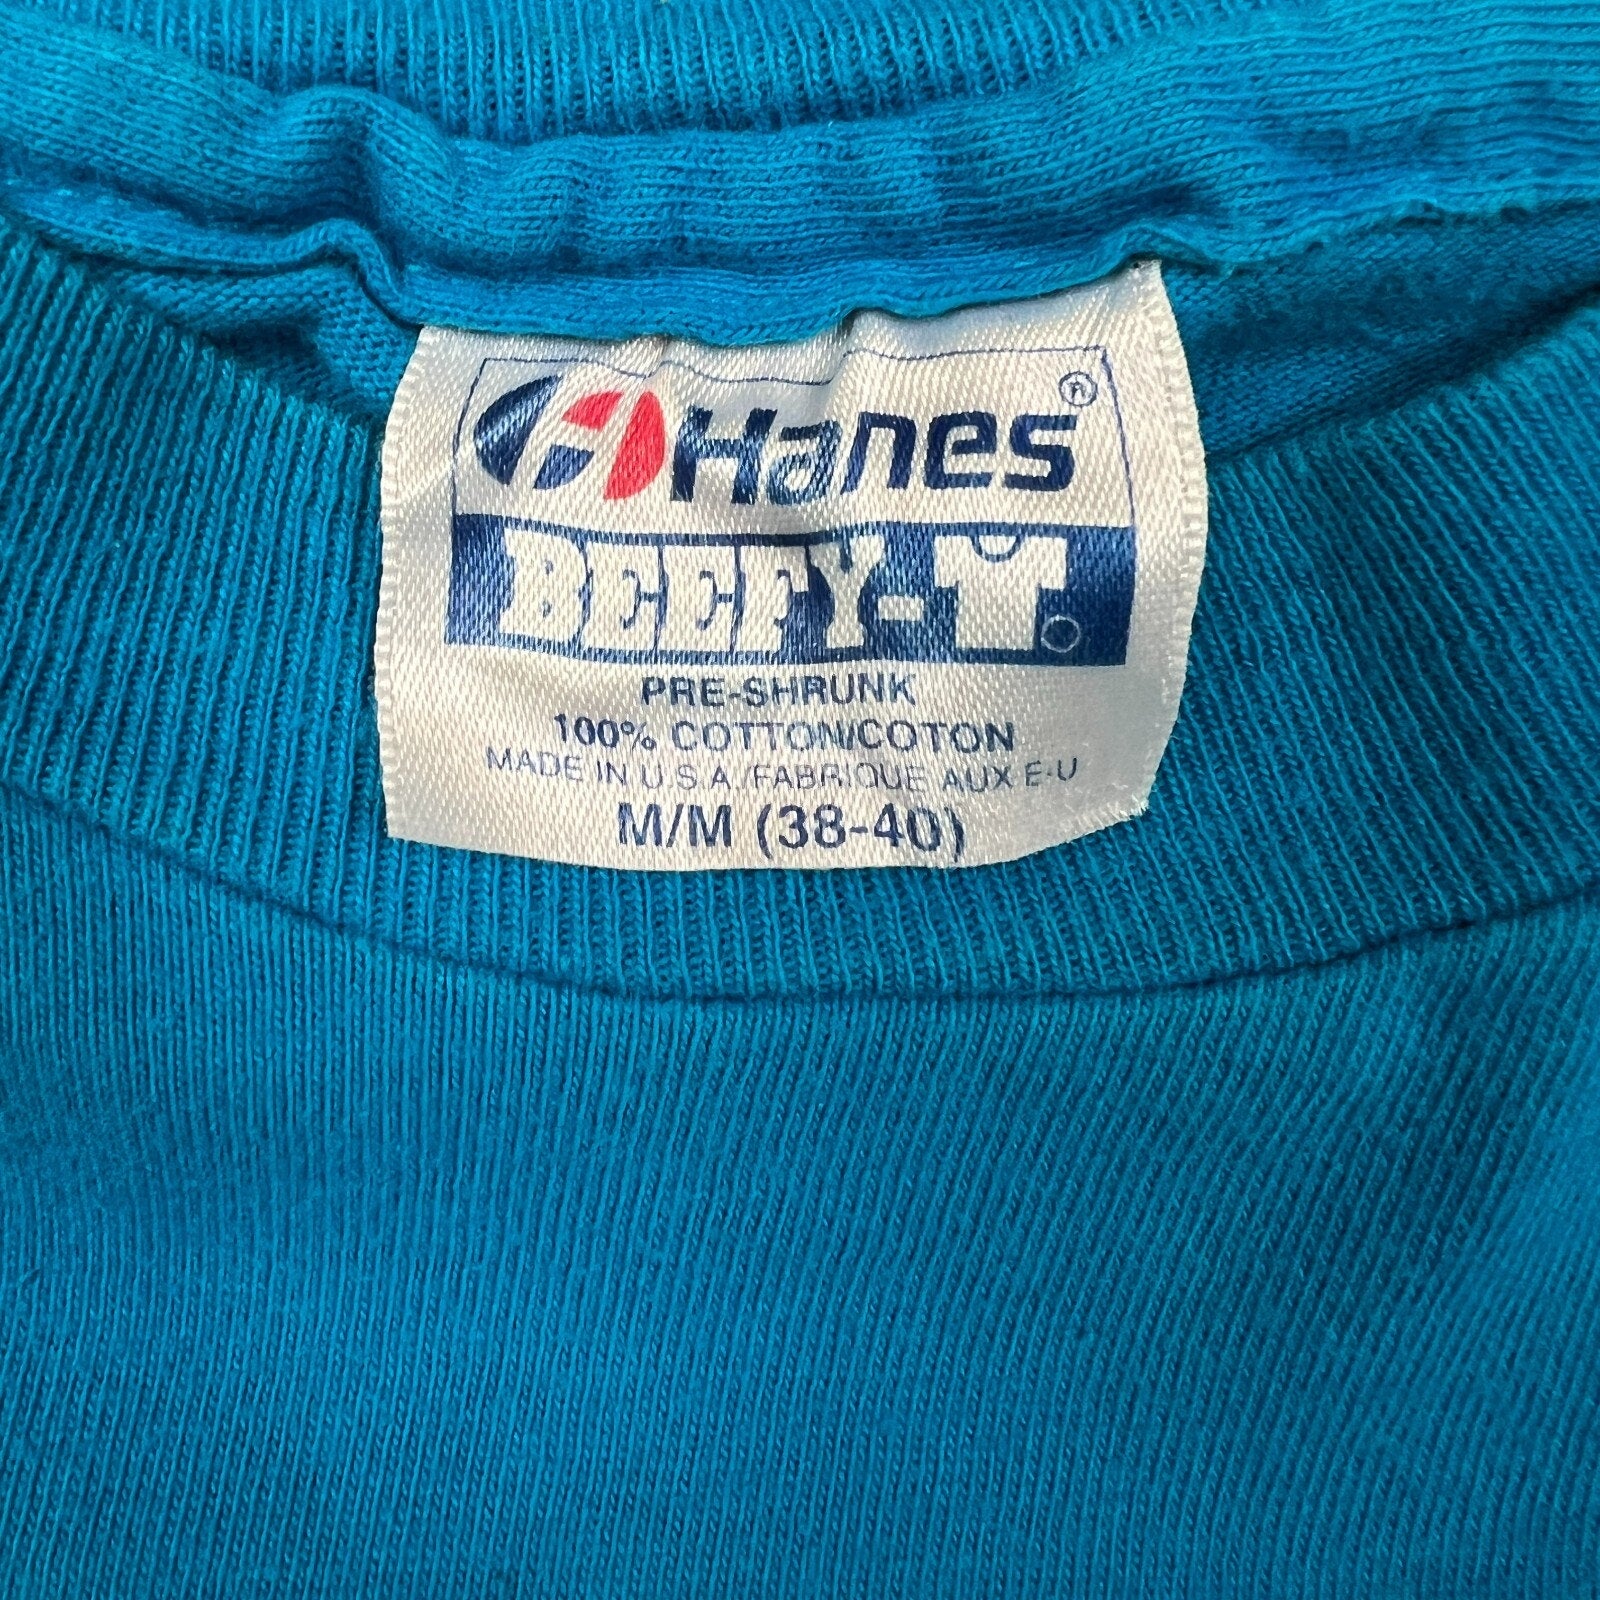 Hanes®
BEEFY-T®
PRE-SHRUNK
100% COTTON/COTON
MADE IN U.S.A./FABRIQUE AUX E-U
M/M (38-40)